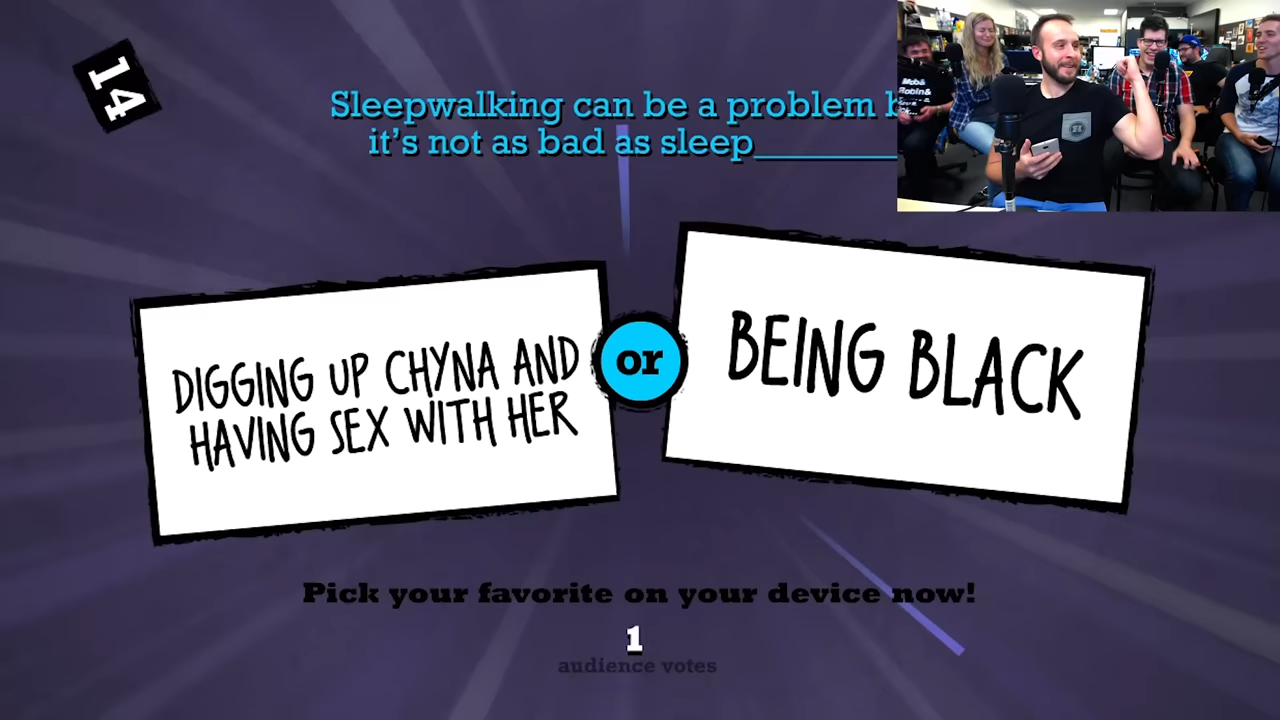 14
Sleepwalking can be a problem b
it's not as bad as sleep__________
DIGGING UP CHYNA AND
HAVING SEX WITH HER
or
BEING BLACK
Pick your favorite on your device now!
1
audience votes